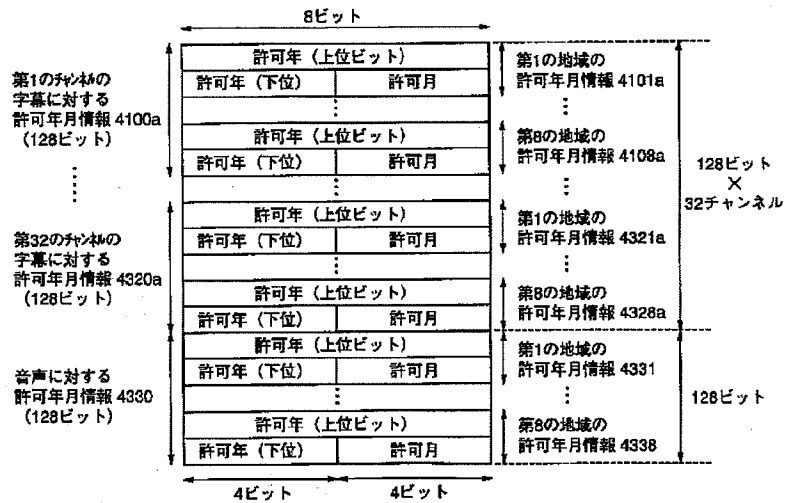 8ビット
第1のチャンネルの
字幕に対する
許可年月情報 4100a
(128ビット)
第32のチャンネルの
字幕に対する
許可年月情報 4320a
(128ビット)
音声に対する
許可年月情報 4330
(128ビット)
許可年 (上位ビット)
許可年 (下位) 許可月
許可年 (上位ビット)
許可年 (下位) 許可月
許可年 (上位ビット)
許可年 (下位) 許可月
許可年 (上位ビット)
許可年 (下位) 許可月
許可年 (上位ビット)
許可年 (下位) 許可月
許可年 (上位ビット)
許可年 (下位) 許可月
第1の地域の
許可年月情報 4101a
第8の地域の
許可年月情報 4108a
第1の地域の
許可年月情報 4321a
第8の地域の
許可年月情報 4328a
第1の地域の
許可年月情報 4331
第8の地域の
許可年月情報 4338
128ビット
×
32チャンネル
128ビット
4ビット 4ビット